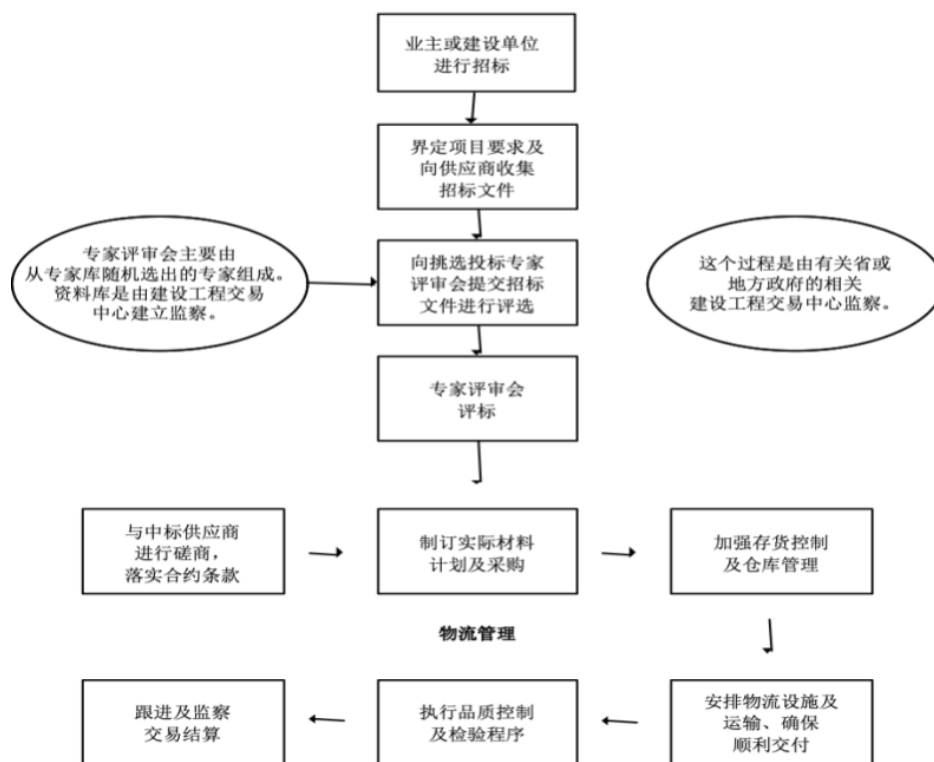 业主或建设单位
进行招标
界定项目要求及
向供应商收集
招标文件
专家评审会主要由
从专家库随机选出的专家组成。
资料库是由建设工程交易
中心建立监察。
向挑选投标专家
评审会提交招标
文件进行评选
这个过程是由有关省或
地方政府的相关
建设工程交易中心监察。
专家评审会
评标
与中标供应商
进行磋商，
落实合约条款
制订实际材料
计划及采购
加强存货控制
及仓库管理
物流管理
跟进及监察
交易结算
执行品质控制
及检验程序
安排物流设施及
运输、确保
顺利交付